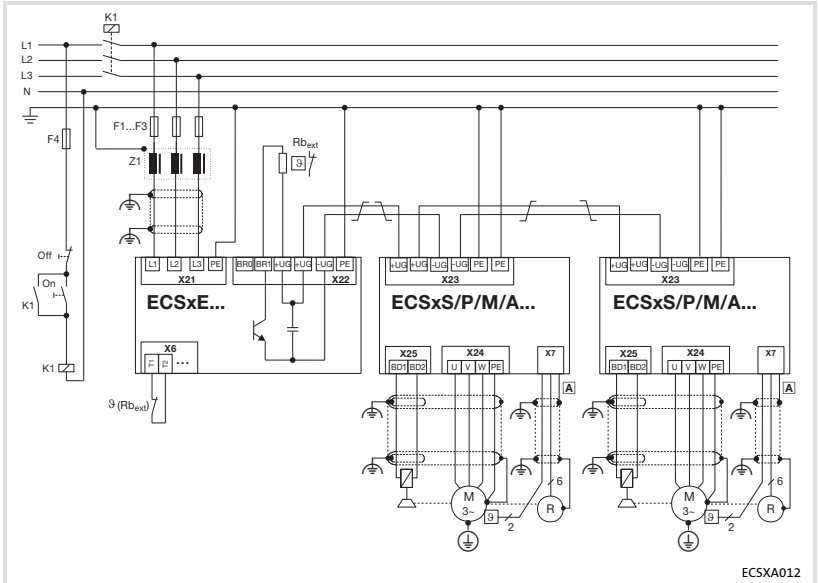 K1
L1
L2
L3
N
F1...F3
F4
Z1
Rbext
ϑ
Off
On
K1
K1
L1 L2 L3 PE
X21
BR0 BR1 +UG +UG -UG PE
X22
ECSxE...
X6
T1 T2 ...
ϑ (Rbext)
+UG +UG -UG -UG PE PE
X23
ECSxS/P/M/A...
X25
BD1 BD2
X24
U V W PE
X7
A
M
3~
ϑ
2
6
R
+UG +UG -UG -UG PE PE
X23
ECSxS/P/M/A...
X25
BD1 BD2
X24
U V W PE
X7
A
M
3~
ϑ
2
6
R
ECSXA012